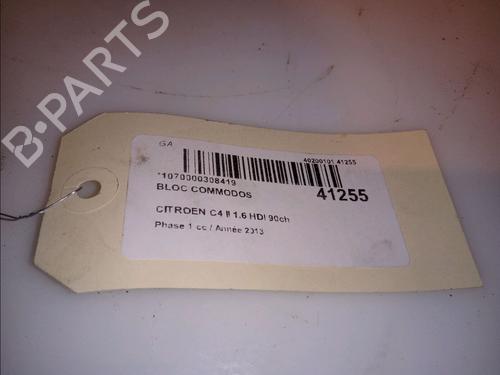 B-PARTS
GA
40200101 41255
*1070000308419
BLOC COMMODOS
41255
CITROEN C4 II 1.6 HDI 90ch
Phase 1 cc / Année 2013